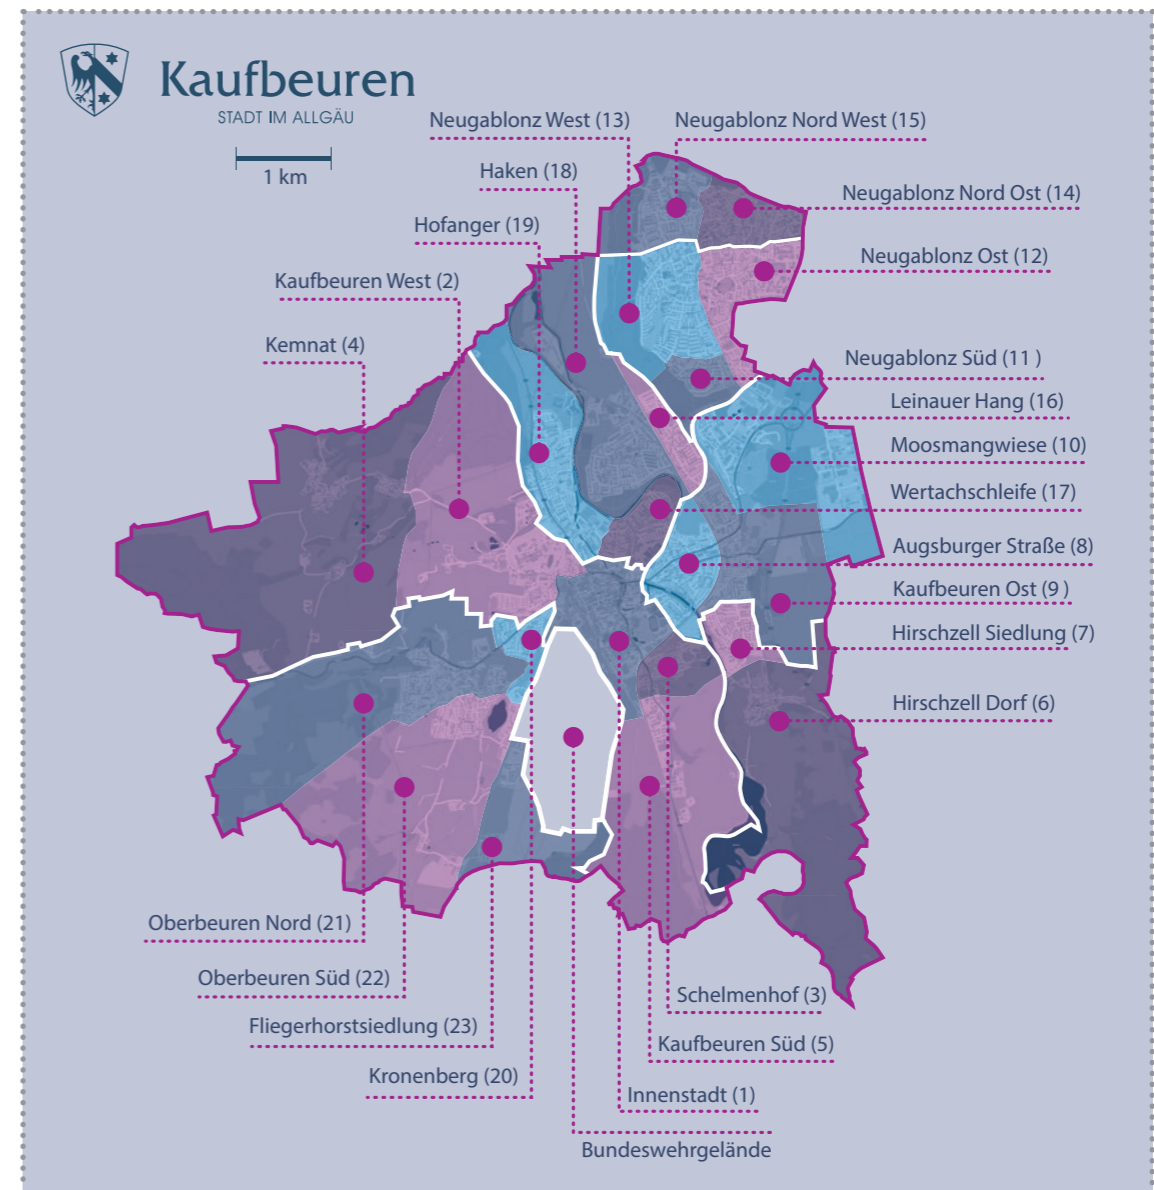 Kaufbeuren
STADT IM ALLGÄU
1 km
Neugablonz West (13)
Neugablonz Nord West (15)
Haken (18)
Neugablonz Nord Ost (14)
Hofanger (19)
Neugablonz Ost (12)
Kaufbeuren West (2)
Kemnat (4)
Neugablonz Süd (11 )
Leinauer Hang (16)
Moosmangwiese (10)
Wertachschleife (17)
Augsburger Straße (8)
Kaufbeuren Ost (9 )
Hirschzell Siedlung (7)
Hirschzell Dorf (6)
Oberbeuren Nord (21)
Oberbeuren Süd (22)
Schelmenhof (3)
Fliegerhorstsiedlung (23)
Kaufbeuren Süd (5)
Kronenberg (20)
Innenstadt (1)
Bundeswehrgelände